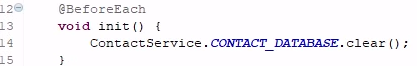 12 @BeforeEach
13 void init() {
14 ContactService.CONTACT_DATABASE.clear();
15 }